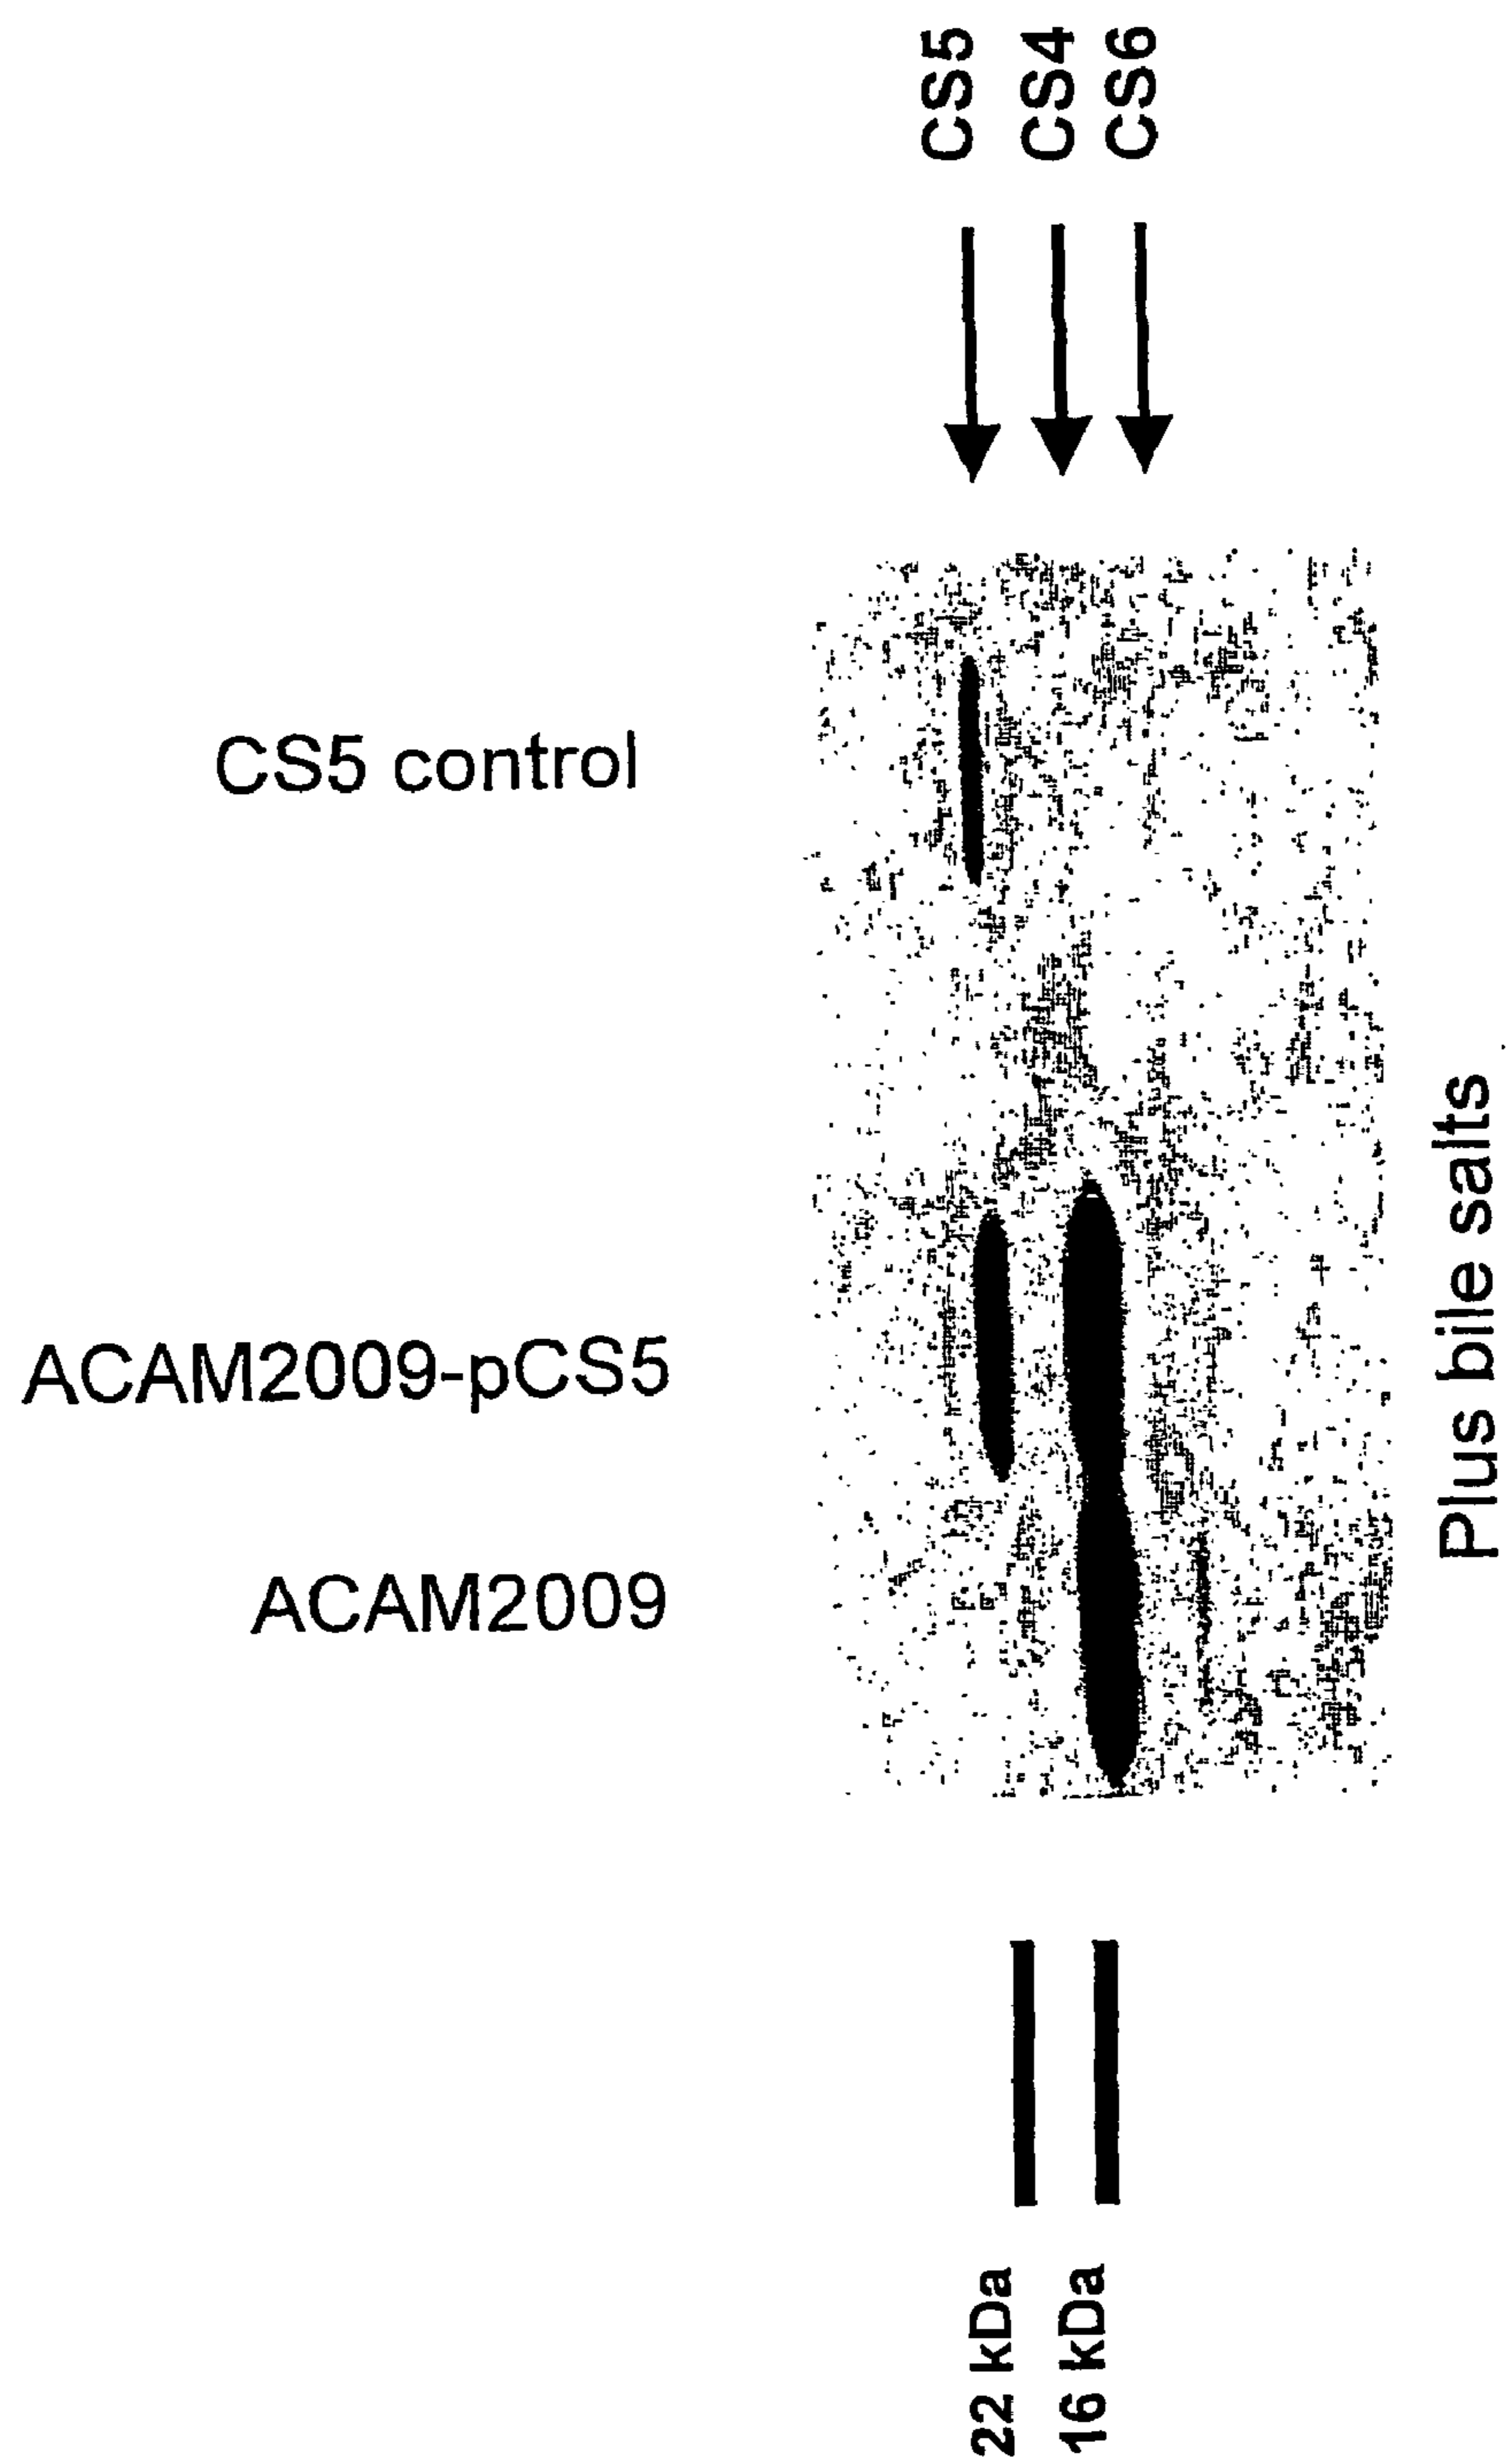 CS5
CS4
CS6
CS5 control
ACAM2009-pCS5
ACAM2009
Plus bile salts
22 kDa
16 kDa